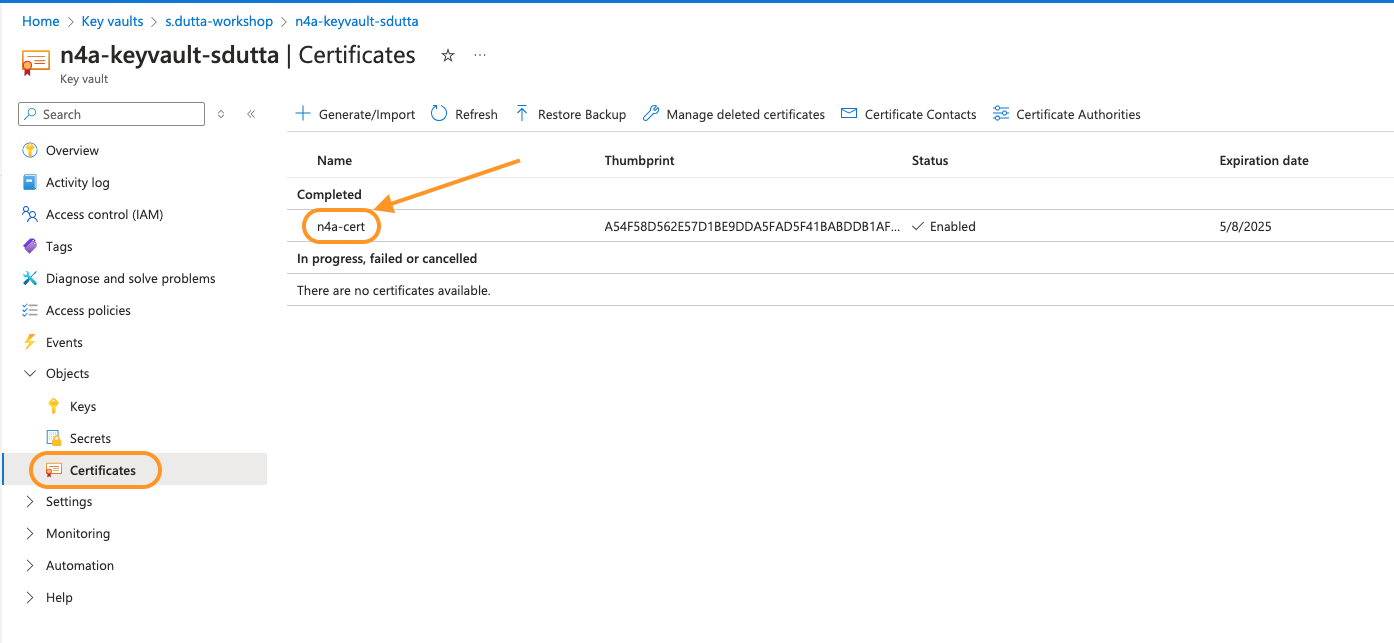 Home > Key vaults > s.dutta-workshop > n4a-keyvault-sdutta
n4a-keyvault-sdutta | Certificates
Key vault
Search
Generate/Import Refresh Restore Backup Manage deleted certificates Certificate Contacts Certificate Authorities
Overview
Activity log
Access control (IAM)
Tags
Diagnose and solve problems
Access policies
Events
Objects
Keys
Secrets
Certificates
Settings
Monitoring
Automation
Help
Name Thumbprint Status Expiration date
Completed
n4a-cert A54F58D562E57D1BE9DDA5FAD5F41BABDDB1AF... Enabled 5/8/2025
In progress, failed or cancelled
There are no certificates available.